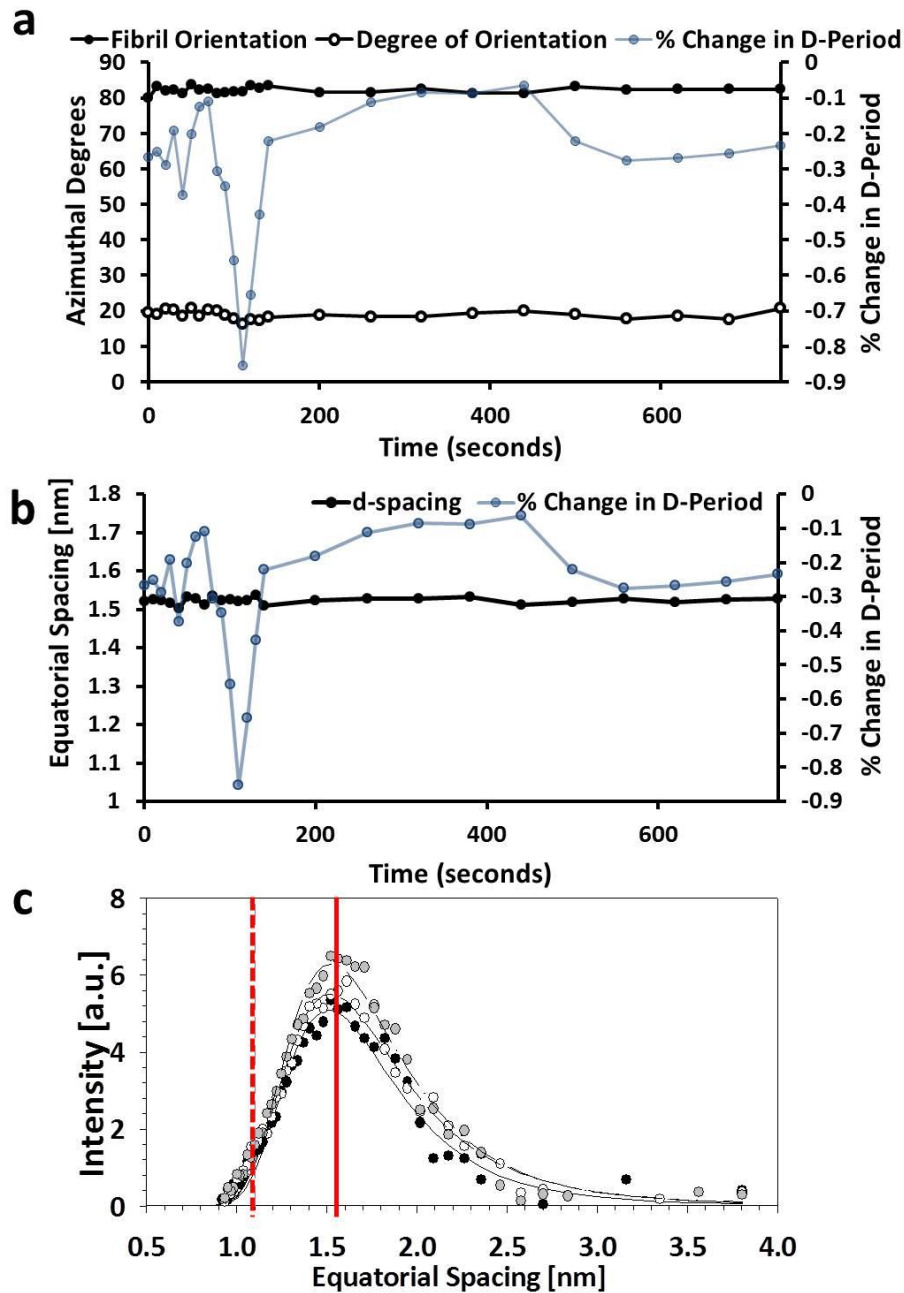 a
Fibril Orientation Degree of Orientation % Change in D-Period
90
80
70
60
50
40
30
20
10
0
Azimuthal Degrees
0
-0.1
-0.2
-0.3
-0.4
-0.5
-0.6
-0.7
-0.8
-0.9
% Change in D-Period
0 200 400 600
Time (seconds)
b
d-spacing % Change in D-Period
1.8
1.7
1.6
1.5
1.4
1.3
1.2
1.1
1
Equatorial Spacing [nm]
0
-0.1
-0.2
-0.3
-0.4
-0.5
-0.6
-0.7
-0.8
-0.9
% Change in D-Period
0 200 400 600
Time (seconds)
c
8
6
4
2
0
Intensity [a.u.]
0.5 1.0 1.5 2.0 2.5 3.0 3.5 4.0
Equatorial Spacing [nm]